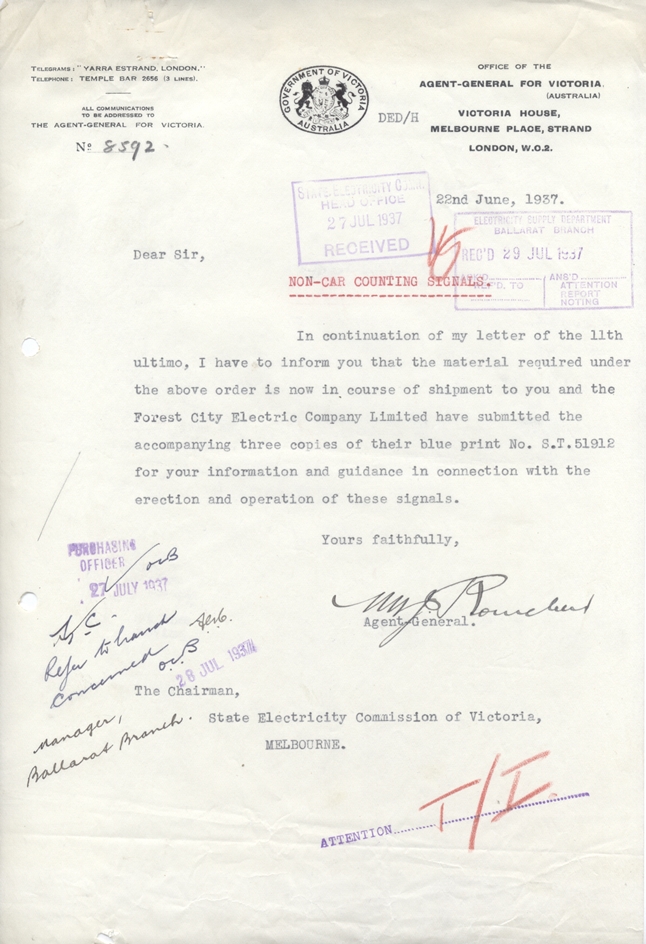 TELEGRAMS: "YARRA ESTRAND, LONDON,"
TELEPHONE: TEMPLE BAR 2656 (3 LINES).
ALL COMMUNICATIONS
TO BE ADDRESSED TO
THE AGENT-GENERAL FOR VICTORIA.
Nº 8592.
GOVERNMENT OF VICTORIA
AUSTRALIA
DED/H
OFFICE OF THE
AGENT-GENERAL FOR VICTORIA.
(AUSTRALIA)
VICTORIA HOUSE,
MELBOURNE PLACE, STRAND
LONDON, W.C.2.
STATE ELECTRICITY COMM.
HEAD OFFICE
27 JUL 1937
RECEIVED
22nd June, 1937.
ELECTRICITY SUPPLY DEPARTMENT
BALLARAT BRANCH
REC'D 29 JUL 1937
ANS'D
REP'D. TO
ATTENTION
REPORT
NOTING
Dear Sir,
NON-CAR COUNTING SIGNALS.
In continuation of my letter of the 11th
ultimo, I have to inform you that the material required under
the above order is now in course of shipment to you and the
Forest City Electric Company Limited have submitted the
accompanying three copies of their blue print No. S.T.51912
for your information and guidance in connection with the
erection and operation of these signals.
Yours faithfully,
Agent-General.
PURCHASING
OFFICER
27 JULY 1937
Refer to branch
concerned
28 JUL 1937
The Chairman,
State Electricity Commission of Victoria,
MELBOURNE.
Manager,
Ballarat Branch.
ATTENTION T/I.